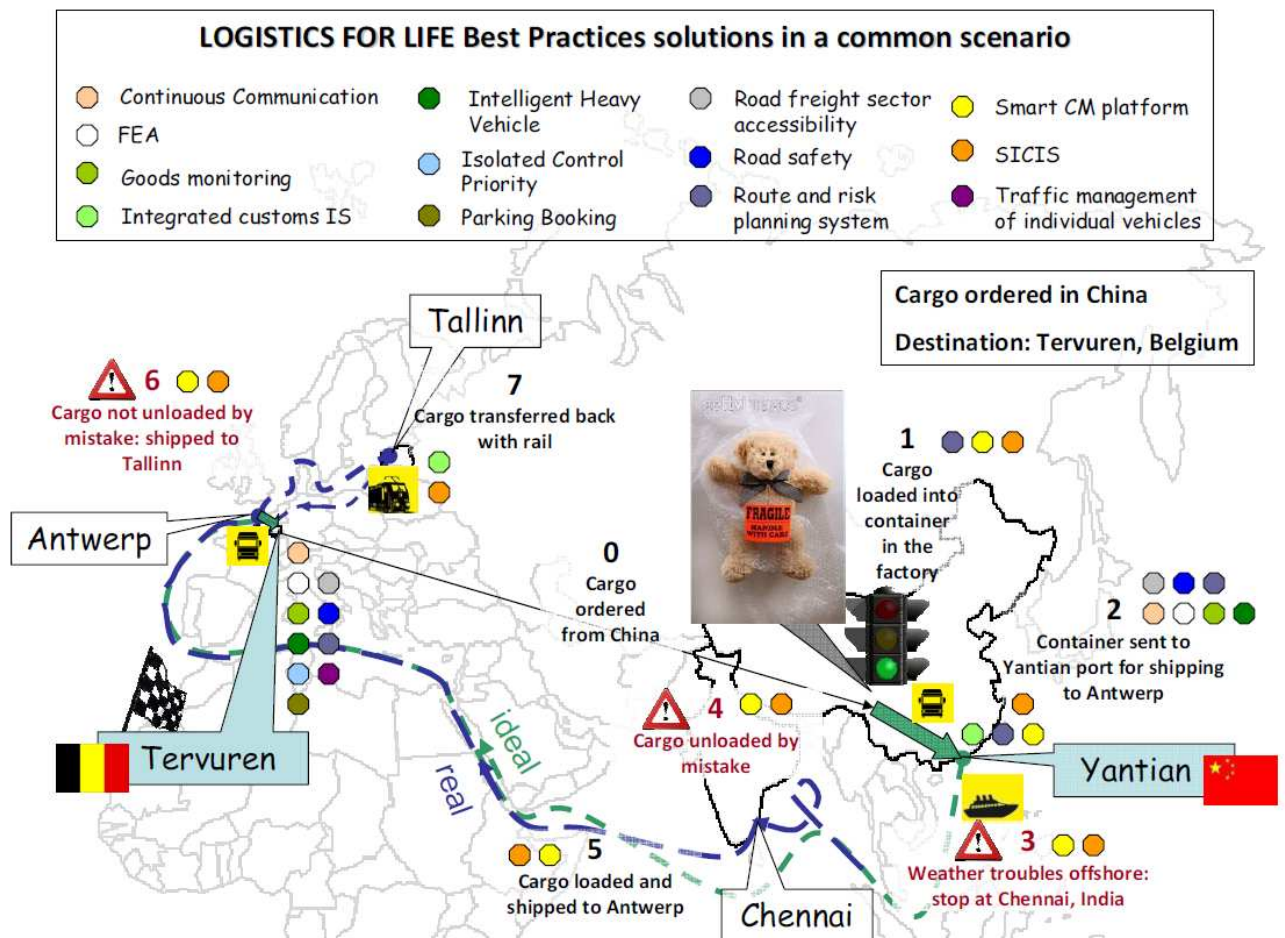 LOGISTICS FOR LIFE Best Practices solutions in a common scenario
Continuous Communication
FEA
Goods monitoring
Integrated customs IS
Intelligent Heavy
Vehicle
Isolated Control
Priority
Parking Booking
Road freight sector
accessibility
Road safety
Route and risk
planning system
Smart CM platform
SICIS
Traffic management
of individual vehicles
Cargo ordered in China
Destination: Tervuren, Belgium
Tallinn
6
Cargo not unloaded by
mistake: shipped to
Tallinn
7
Cargo transferred back
with rail
gettyimages®
FRAGILE
HANDLE
WITH CARE
1
Cargo
loaded into
container
in the
factory
Antwerp
0
Cargo
ordered
from China
2
Container sent to
Yantian port for shipping
to Antwerp
4
Cargo unloaded by
mistake
Tervuren
ideal
real
Yantian
5
Cargo loaded and
shipped to Antwerp
3
Weather troubles offshore:
stop at Chennai, India
Chennai